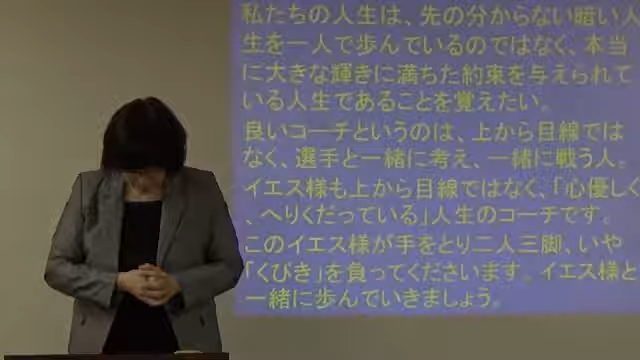 私たちの人生は、先の分からない暗い人
生を一人で歩んでいるのではなく、本当
に大きな輝きに満ちた約束を与えられて
いる人生であることを覚えたい。
良いコーチというのは、上から目線では
なく、選手と一緒に考え、一緒に戦う人。
イエス様も上から目線ではなく、「心優しく
、へりくだっている」人生のコーチです。
このイエス様が手をとり二人三脚、いや
「くびき」を負ってくださいます。イエス様と
一緒に歩んでいきましょう。